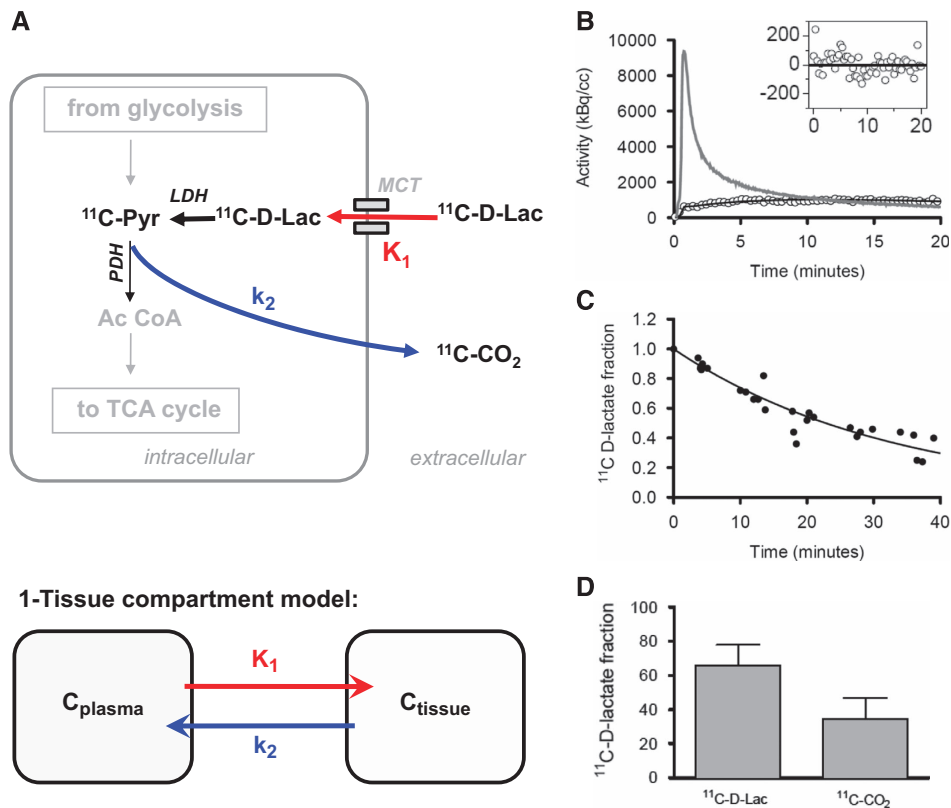 A
from glycolysis
MCT
LDH
¹¹C-Pyr
¹¹C-D-Lac
¹¹C-D-Lac
K₁
PDH
k₂
Ac CoA
¹¹C-CO₂
to TCA cycle
intracellular
extracellular
1-Tissue compartment model:
K₁
C plasma
C tissue
k₂
B
10000
8000
6000
4000
2000
0
Activity (kBq/cc)
200
0
-200
0
10
20
0
5
10
15
20
Time (minutes)
C
1.2
1.0
0.8
0.6
0.4
0.2
0.0
¹¹C D-lactate fraction
0
10
20
30
40
Time (minutes)
D
100
80
60
40
20
0
¹¹C-D-lactate fraction
¹¹C-D-Lac
¹¹C-CO₂